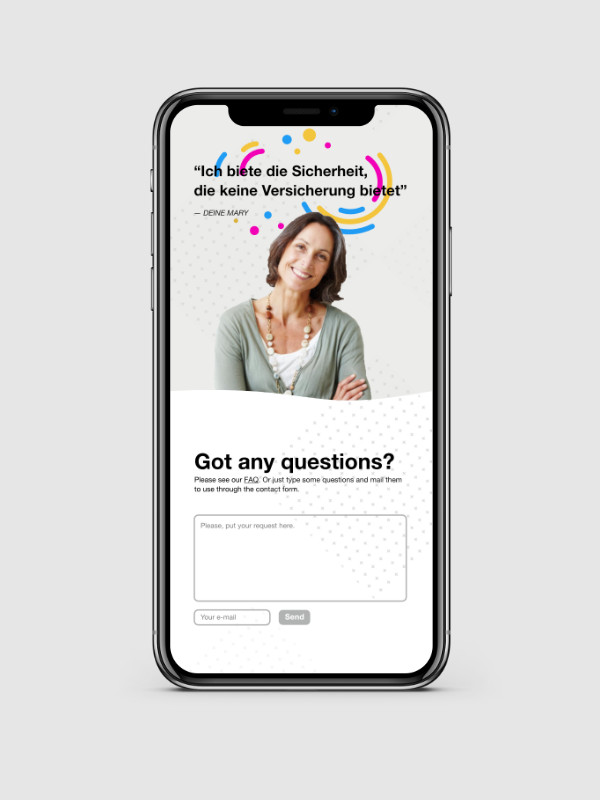 “Ich biete die Sicherheit,
die keine Versicherung bietet”
— DEINE MARY
Got any questions?
Please see our FAQ. Or just type some questions and mail them
to use through the contact form.
Please, put your request here.
Your e-mail
Send